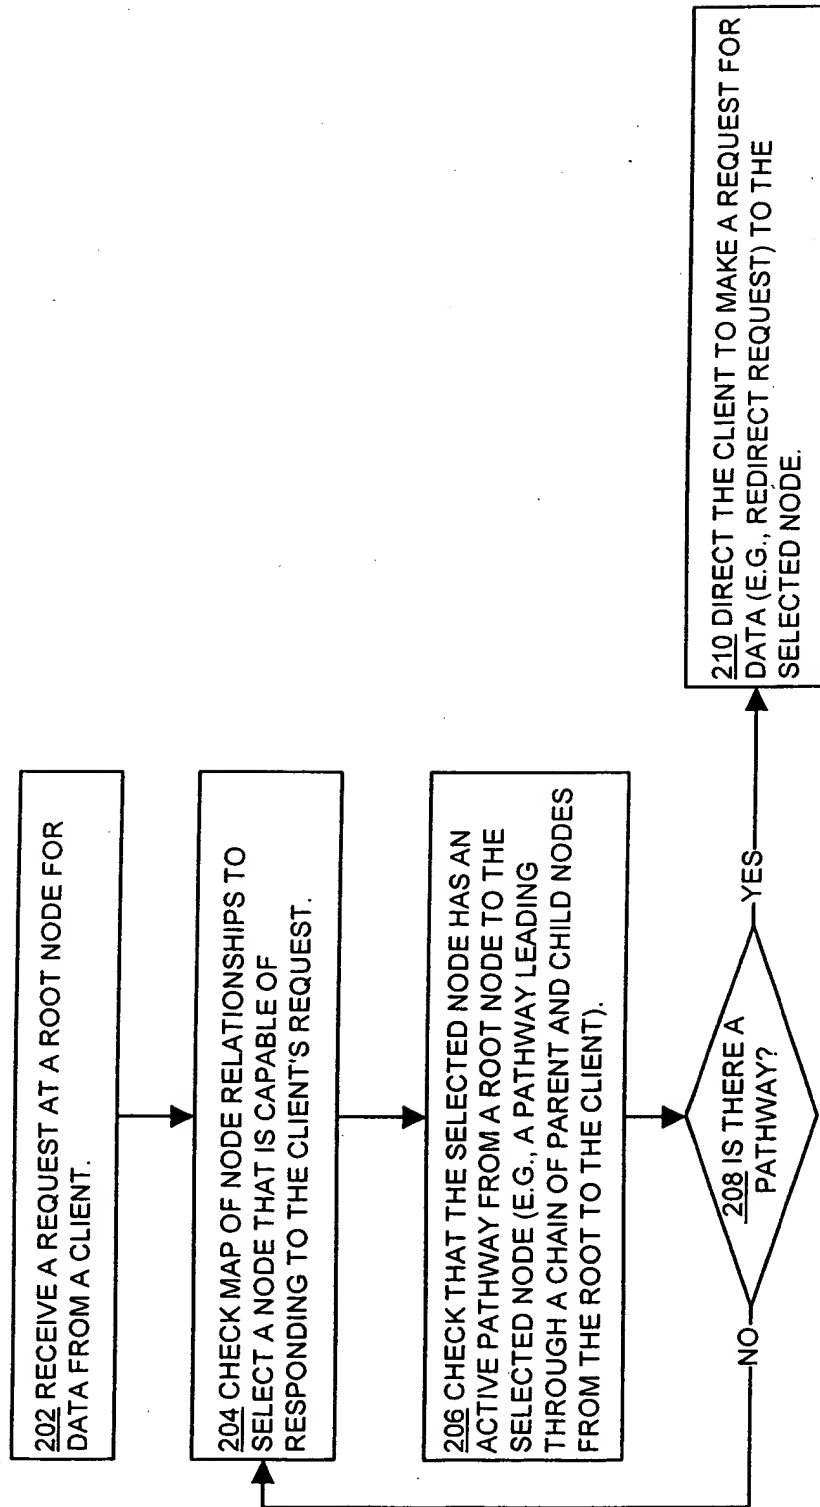 202 RECEIVE A REQUEST AT A ROOT NODE FOR
DATA FROM A CLIENT.
204 CHECK MAP OF NODE RELATIONSHIPS TO
SELECT A NODE THAT IS CAPABLE OF
RESPONDING TO THE CLIENT'S REQUEST.
206 CHECK THAT THE SELECTED NODE HAS AN
ACTIVE PATHWAY FROM A ROOT NODE TO THE
SELECTED NODE (E.G., A PATHWAY LEADING
THROUGH A CHAIN OF PARENT AND CHILD NODES
FROM THE ROOT TO THE CLIENT).
208 IS THERE A
PATHWAY?
NO
YES
210 DIRECT THE CLIENT TO MAKE A REQUEST FOR
DATA (E.G., REDIRECT REQUEST) TO THE
SELECTED NODE.